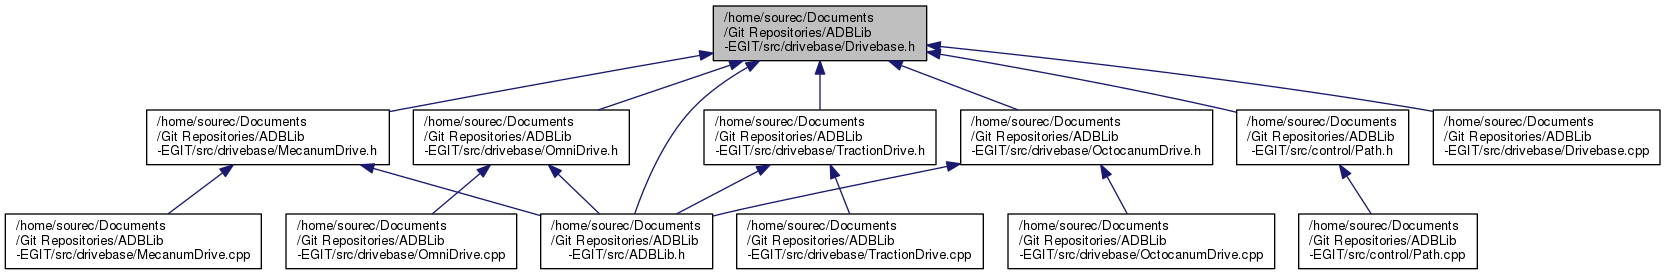 /home/sourec/Documents
/Git Repositories/ADBLib
-EGIT/src/drivebase/Drivebase.h
/home/sourec/Documents
/Git Repositories/ADBLib
-EGIT/src/drivebase/MecanumDrive.h
/home/sourec/Documents
/Git Repositories/ADBLib
-EGIT/src/drivebase/OmniDrive.h
/home/sourec/Documents
/Git Repositories/ADBLib
-EGIT/src/drivebase/TractionDrive.h
/home/sourec/Documents
/Git Repositories/ADBLib
-EGIT/src/drivebase/OctocanumDrive.h
/home/sourec/Documents
/Git Repositories/ADBLib
-EGIT/src/control/Path.h
/home/sourec/Documents
/Git Repositories/ADBLib
-EGIT/src/drivebase/Drivebase.cpp
/home/sourec/Documents
/Git Repositories/ADBLib
-EGIT/src/drivebase/MecanumDrive.cpp
/home/sourec/Documents
/Git Repositories/ADBLib
-EGIT/src/drivebase/OmniDrive.cpp
/home/sourec/Documents
/Git Repositories/ADBLib
-EGIT/src/ADBLib.h
/home/sourec/Documents
/Git Repositories/ADBLib
-EGIT/src/drivebase/TractionDrive.cpp
/home/sourec/Documents
/Git Repositories/ADBLib
-EGIT/src/drivebase/OctocanumDrive.cpp
/home/sourec/Documents
/Git Repositories/ADBLib
-EGIT/src/control/Path.cpp